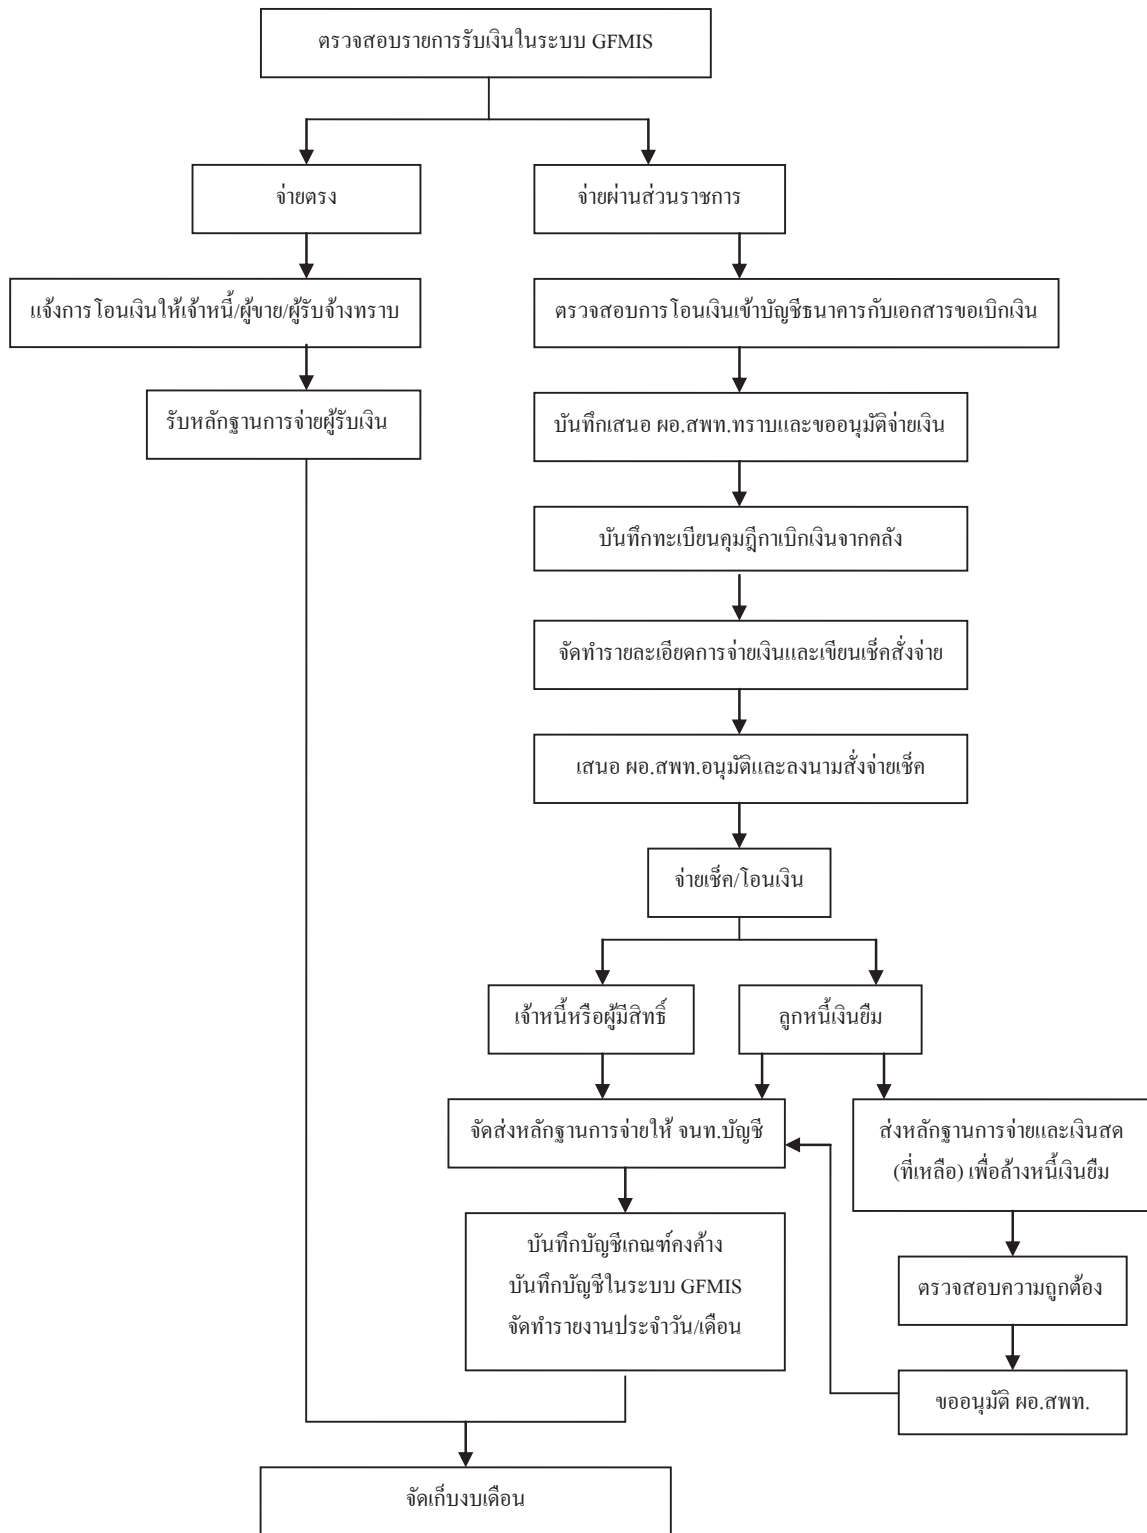 ตรวจสอบรายการรับเงินในระบบ GFMIS
จ่ายตรง
จ่ายผ่านส่วนราชการ
แจ้งการโอนเงินให้เจ้าหนี้/ผู้ขาย/ผู้รับจ้างทราบ
ตรวจสอบการโอนเงินเข้าบัญชีธนาคารกับเอกสารขอเบิกเงิน
รับหลักฐานการจ่ายผู้รับเงิน
บันทึกเสนอ ผอ.สพท.ทราบและขออนุมัติจ่ายเงิน
บันทึกทะเบียนคุมฎีกาเบิกเงินจากคลัง
จัดทำรายละเอียดการจ่ายเงินและเขียนเช็คสั่งจ่าย
เสนอ ผอ.สพท.อนุมัติและลงนามสั่งจ่ายเช็ค
จ่ายเช็ค/โอนเงิน
เจ้าหนี้หรือผู้มีสิทธิ์
ลูกหนี้เงินยืม
จัดส่งหลักฐานการจ่ายให้ จนท.บัญชี
ส่งหลักฐานการจ่ายและเงินสด
(ที่เหลือ) เพื่อล้างหนี้เงินยืม
บันทึกบัญชีเกณฑ์คงค้าง
บันทึกบัญชีในระบบ GFMIS
จัดทำรายงานประจำวัน/เดือน
ตรวจสอบความถูกต้อง
ขออนุมัติ ผอ.สพท.
จัดเก็บงบเดือน